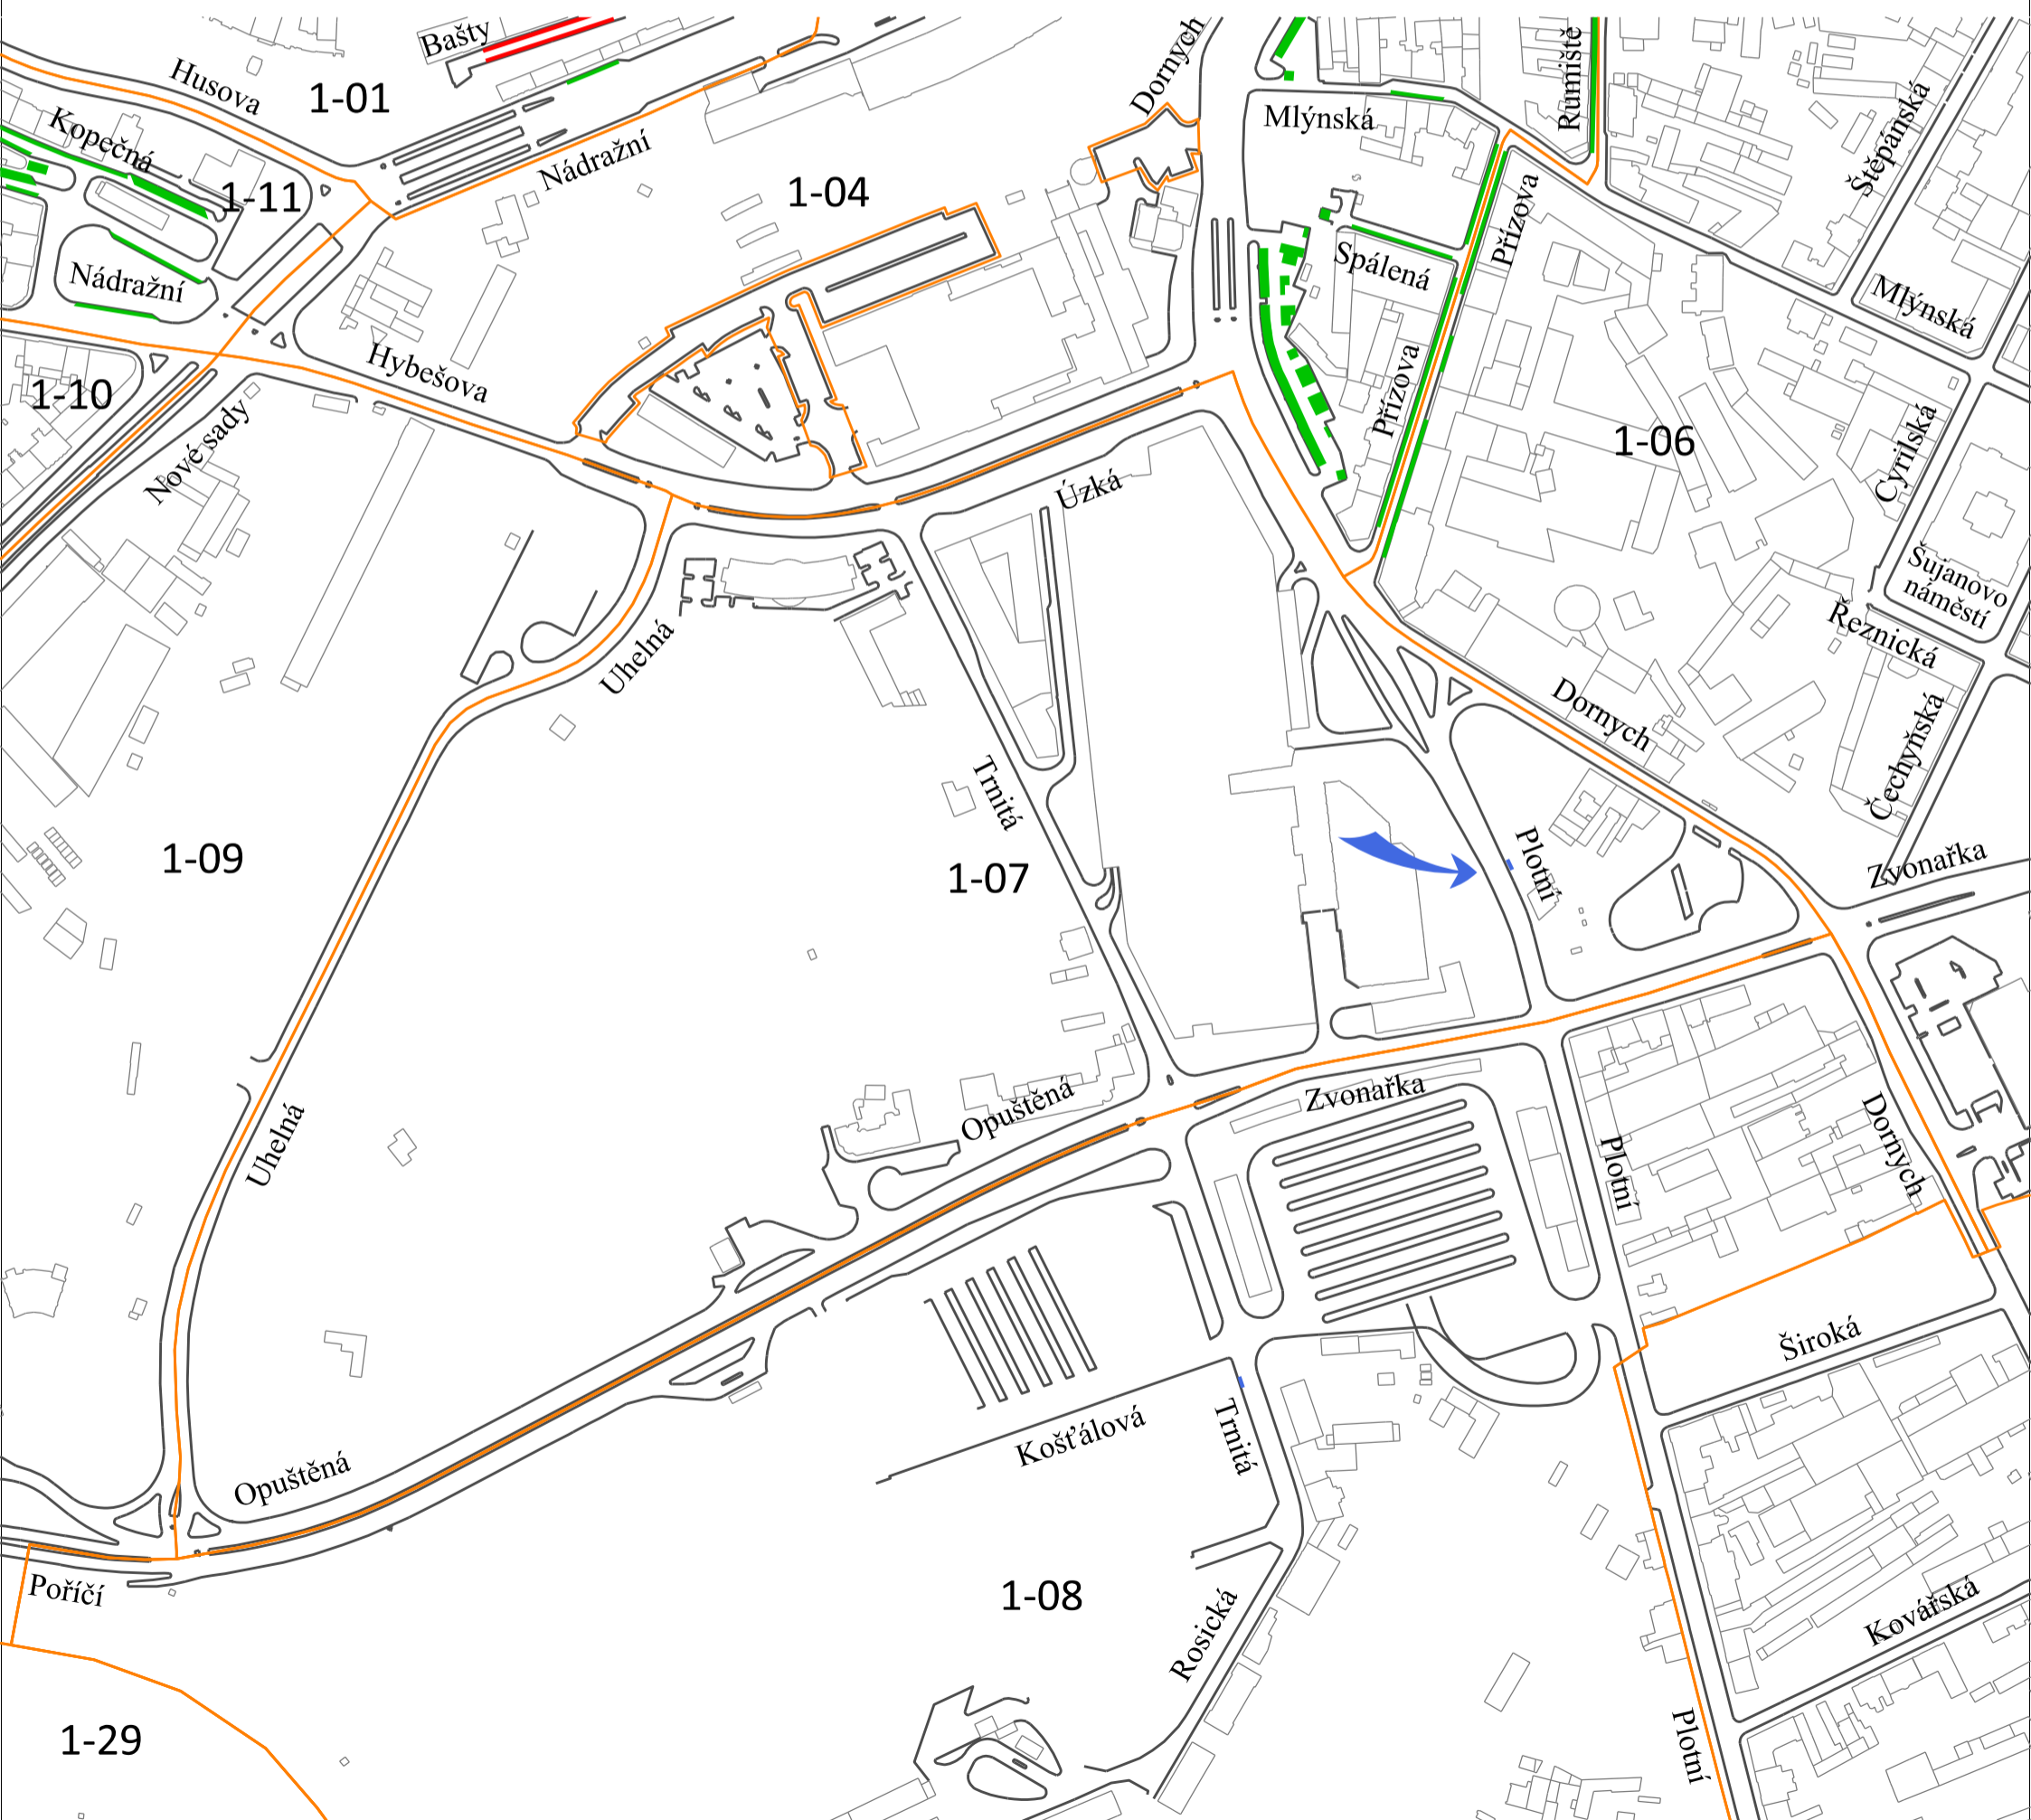 Bašty
Dornych
Rumiště
Husova
1-01
Štěpánská
Mlýnská
Kopečná
Nádražní
1-11
1-04
Přízova
Spálená
Nádražní
Mlýnská
Hybešova
1-10
Přízova
Nové sady
1-06
Cyrilská
Úzká
Šujanovo
náměstí
Řeznická
Uhelná
Dornych
Čechyňská
Trnitá
Plotní
1-09
1-07
Zvonařka
Opuštěná
Zvonařka
Uhelná
Plotní
Dornych
Široká
Košťálová
Trnitá
Opuštěná
Poříčí
1-08
Rosická
Kovářská
1-29
Plotní